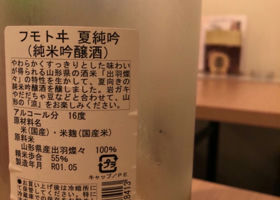 フモトヰ 夏純吟
(純米吟醸酒)
やわらかくすっきりとした味わい
が得られる山形県の酒米「出羽燦々」
の特性を生かして、夏向きの
純米吟醸酒を醸しました。岩ガキ
やだだちゃ豆などと合わせて、山
形の「涼」をお楽しみください。
アルコール分 16度
原材料名
米(国産)・米麹(国産米)
原料米
山形県産出羽燦々 100%
精米歩合 55%
製造年月 R01.05
キャップ/PE